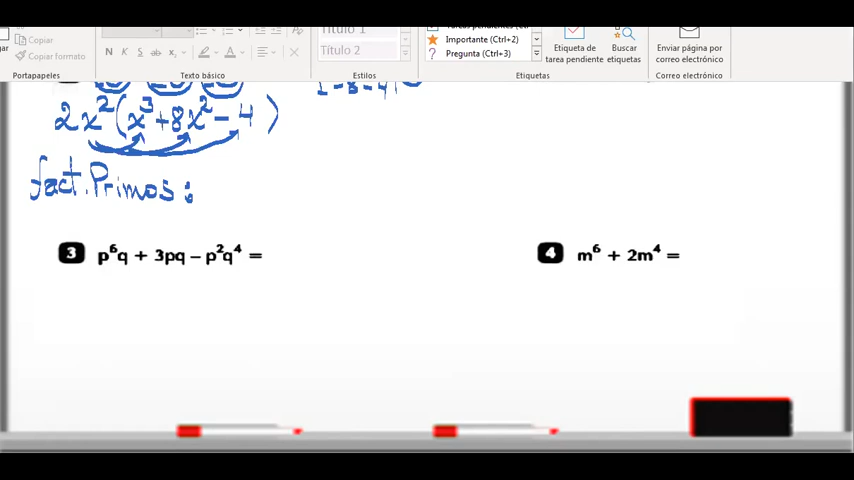 Copiar
Copiar formato
Portapapeles
N K S
Texto básico
Título 1
Título 2
Estilos
Importante (Ctrl+2)
? Pregunta (Ctrl+3)
Etiquetas
Etiqueta de
tarea pendiente
Buscar
etiquetas
Enviar página por
correo electrónico
Correo electrónico
2x²(x³+8x²-4)
fact.Primos:
3 p⁶q + 3pq – p²q⁴ =
4 m⁶ + 2m⁴ =